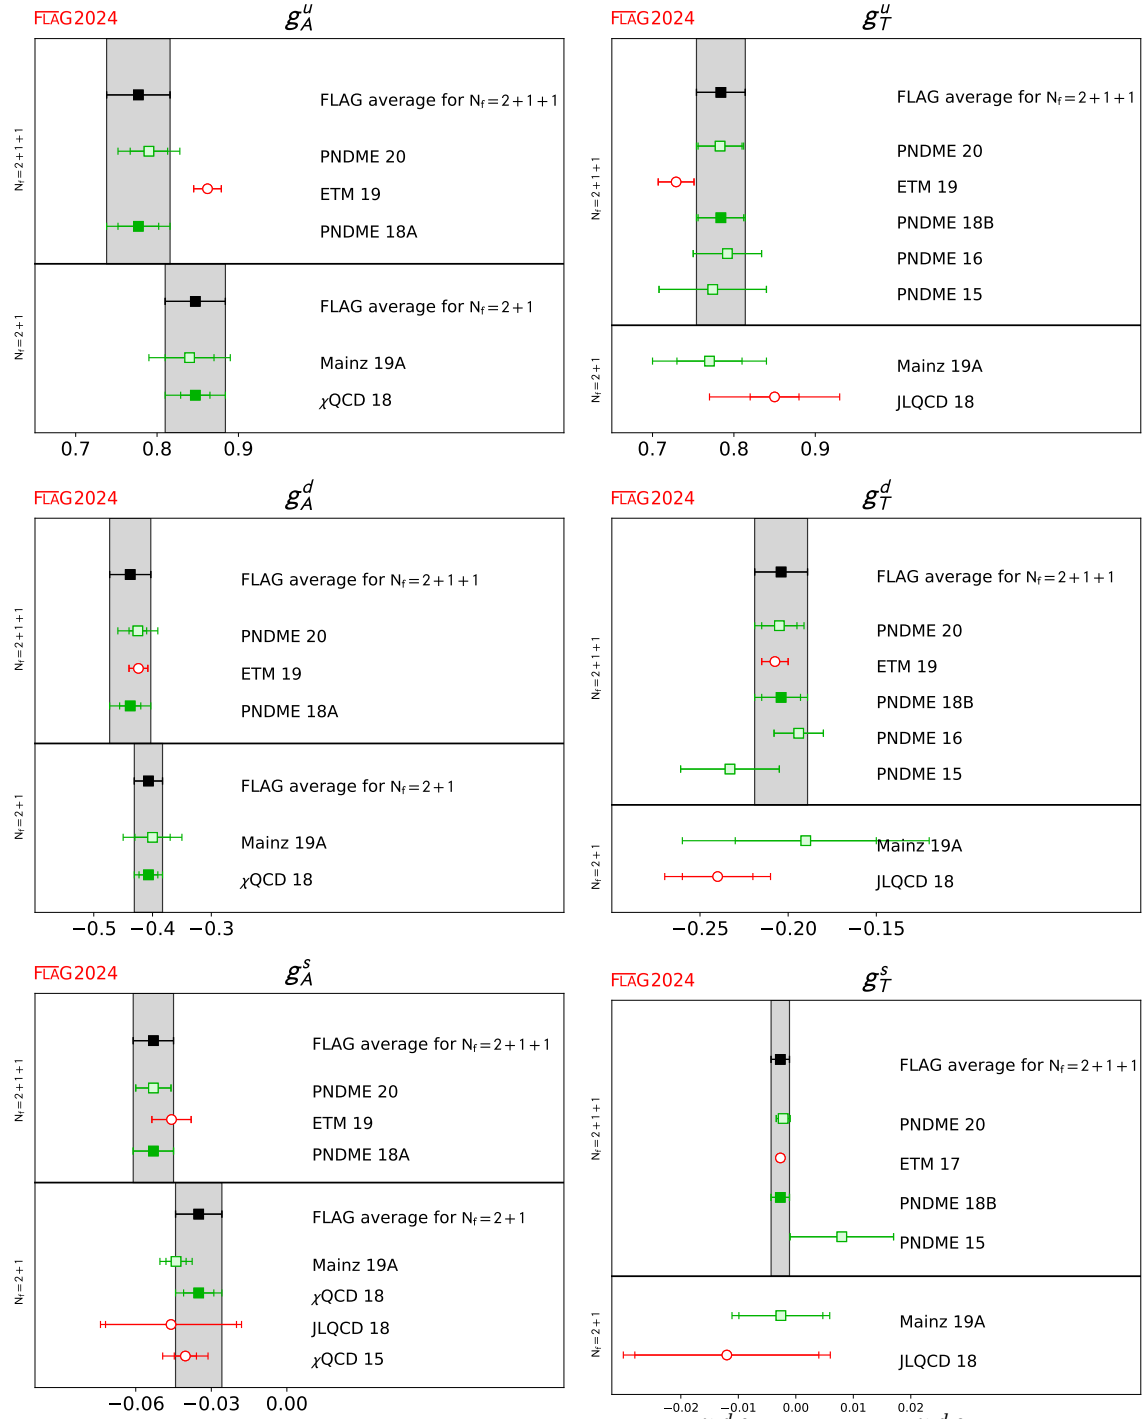 FLAG2024
g_A^u
N_f=2+1+1
FLAG average for N_f=2+1+1
PNDME 20
ETM 19
PNDME 18A
N_f=2+1
FLAG average for N_f=2+1
Mainz 19A
χQCD 18
0.7 0.8 0.9
FLAG2024
g_T^u
N_f=2+1+1
FLAG average for N_f=2+1+1
PNDME 20
ETM 19
PNDME 18B
PNDME 16
PNDME 15
N_f=2+1
Mainz 19A
JLQCD 18
0.7 0.8 0.9
FLAG2024
g_A^d
N_f=2+1+1
FLAG average for N_f=2+1+1
PNDME 20
ETM 19
PNDME 18A
N_f=2+1
FLAG average for N_f=2+1
Mainz 19A
χQCD 18
−0.5 −0.4 −0.3
FLAG2024
g_T^d
N_f=2+1+1
FLAG average for N_f=2+1+1
PNDME 20
ETM 19
PNDME 18B
PNDME 16
PNDME 15
N_f=2+1
Mainz 19A
JLQCD 18
−0.25 −0.20 −0.15
FLAG2024
g_A^s
N_f=2+1+1
FLAG average for N_f=2+1+1
PNDME 20
ETM 19
PNDME 18A
N_f=2+1
FLAG average for N_f=2+1
Mainz 19A
χQCD 18
JLQCD 18
χQCD 15
−0.06 −0.03 0.00
FLAG2024
g_T^s
N_f=2+1+1
FLAG average for N_f=2+1+1
PNDME 20
ETM 17
PNDME 18B
PNDME 15
N_f=2+1
Mainz 19A
JLQCD 18
−0.02 −0.01 0.00 0.01 0.02